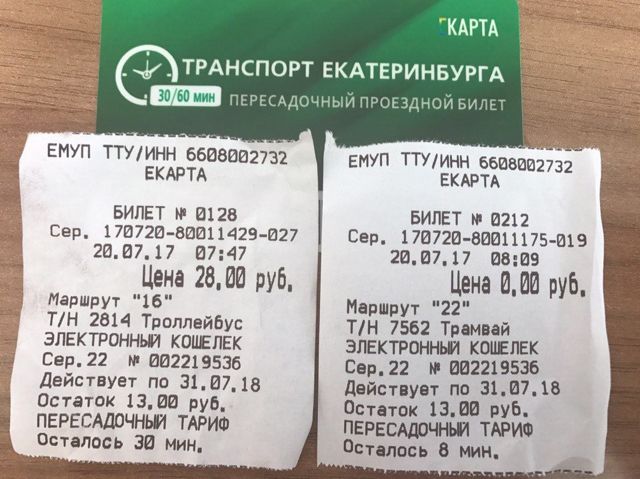 ЕКАРТА
ТРАНСПОРТ ЕКАТЕРИНБУРГА
30/60 мин ПЕРЕСАДОЧНЫЙ ПРОЕЗДНОЙ БИЛЕТ
ЕМУП ТТУ/ИНН 6608002732
ЕКАРТА
БИЛЕТ № 0128
Сер. 170720-80011429-027
20.07.17 07:47
Цена 28.00 руб.
Маршрут "16"
Т/Н 2814 Троллейбус
ЭЛЕКТРОННЫЙ КОШЕЛЕК
Сер.22 № 002219536
Действует по 31.07.18
Остаток 13.00 руб.
ПЕРЕСАДОЧНЫЙ ТАРИФ
Осталось 30 мин.
ЕМУП ТТУ/ИНН 6608002732
ЕКАРТА
БИЛЕТ № 0212
Сер. 170720-80011175-019
20.07.17 08:09
Цена 0.00 руб.
Маршрут "22"
Т/Н 7562 Трамвай
ЭЛЕКТРОННЫЙ КОШЕЛЕК
Сер.22 № 002219536
Действует по 31.07.18
Остаток 13.00 руб.
ПЕРЕСАДОЧНЫЙ ТАРИФ
Осталось 8 мин.